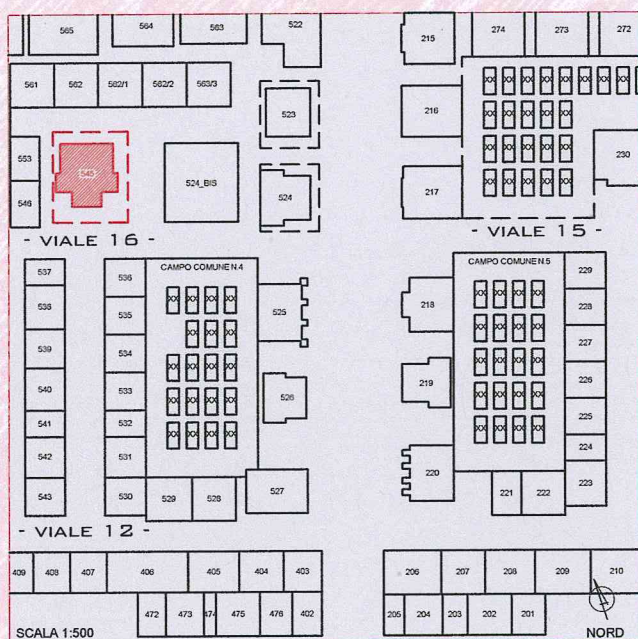 565 564 563 522 215 274 273 272
561 562 562/1 562/2 563/3
523 216
553 230
545 524_BIS 524 217
546
- VIALE 16 - - VIALE 15 -
CAMPO COMUNE N.4 CAMPO COMUNE N.5
537 536 229
538 535 525 218 228
539 534 227
540 533 526 219 226
541 532 225
542 531 224
543 530 529 528 527 220 221 222 223
- VIALE 12 -
409 408 407 406 405 404 403 206 207 208 209 210
472 473 474 475 476 402 205 204 203 202 201
SCALA 1:500 NORD